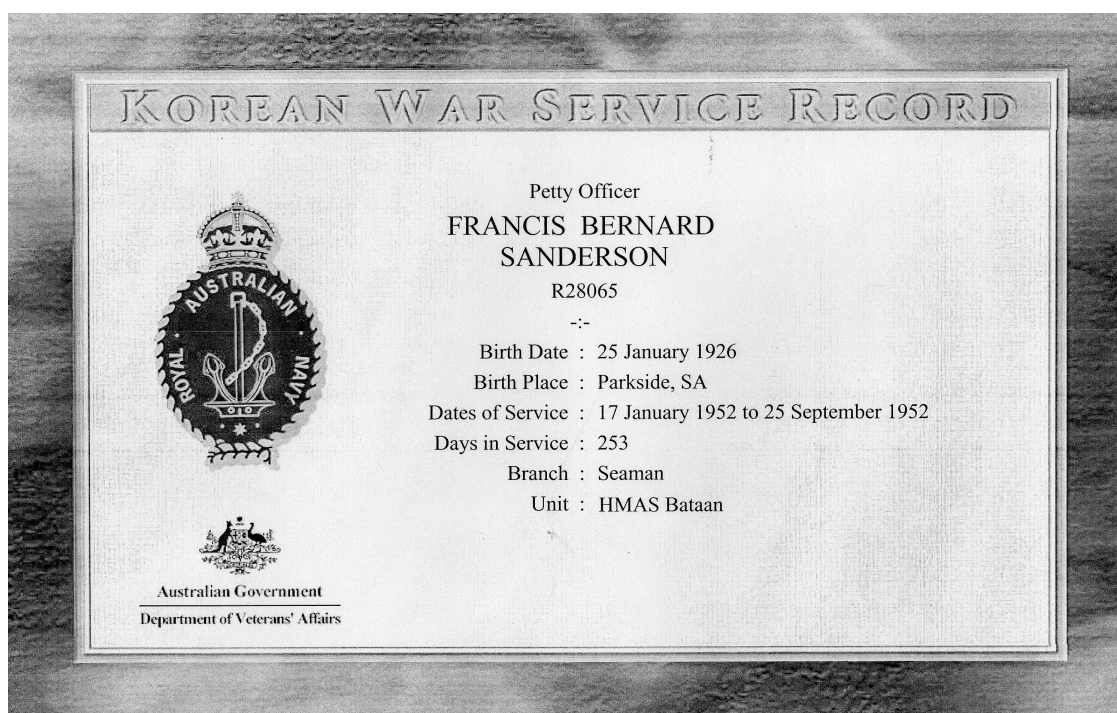 KOREAN WAR SERVICE RECORD
Petty Officer
FRANCIS BERNARD
SANDERSON
R28065
-:-
Birth Date : 25 January 1926
Birth Place : Parkside, SA
Dates of Service : 17 January 1952 to 25 September 1952
Days in Service : 253
Branch : Seaman
Unit : HMAS Bataan
ROYAL · AUSTRALIAN · NAVY
Australian Government
Department of Veterans' Affairs